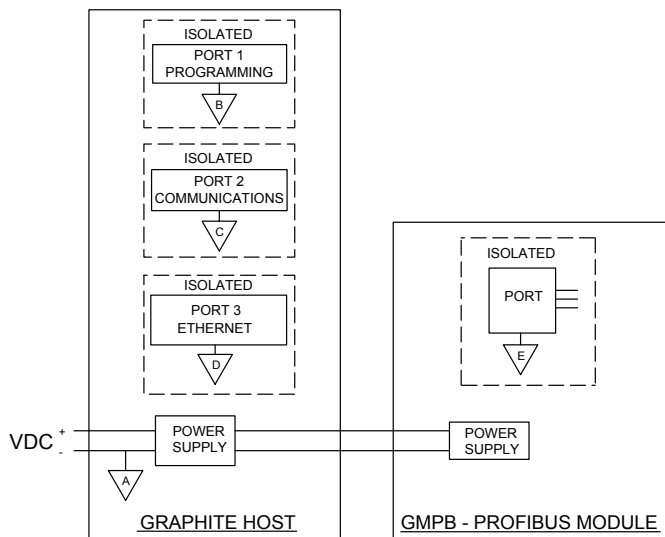 ISOLATED
PORT 1
PROGRAMMING
B
ISOLATED
PORT 2
COMMUNICATIONS
C
ISOLATED
PORT 3
ETHERNET
D
ISOLATED
PORT
E
VDC + -
POWER
SUPPLY
A
POWER
SUPPLY
GRAPHITE HOST
GMPB - PROFIBUS MODULE